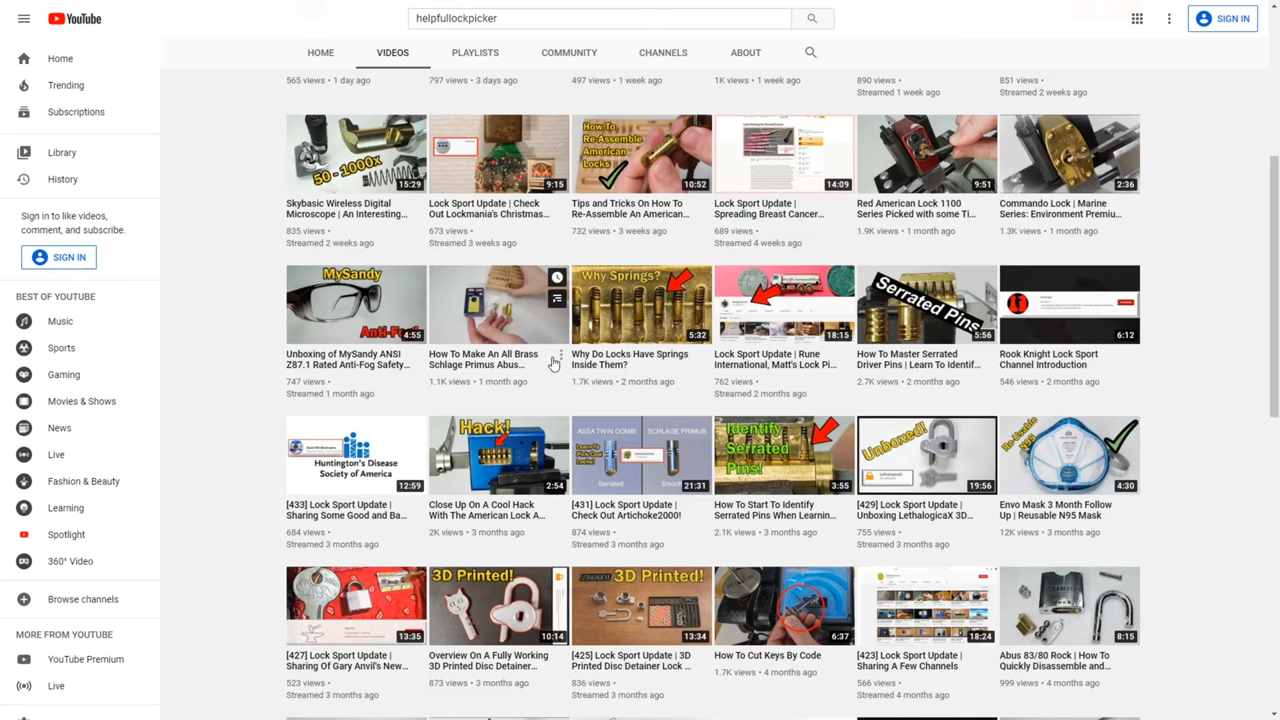 YouTube
helpfullockpicker
SIGN IN
HOME
VIDEOS
PLAYLISTS
COMMUNITY
CHANNELS
ABOUT
Home
Trending
Subscriptions
Library
History
Sign in to like videos,
comment, and subscribe.
SIGN IN
BEST OF YOUTUBE
Music
Sports
Gaming
Movies & Shows
News
Live
Fashion & Beauty
Learning
Spotlight
360° Video
Browse channels
MORE FROM YOUTUBE
YouTube Premium
Live
565 views • 1 day ago
797 views • 3 days ago
497 views • 1 week ago
1K views • 1 week ago
890 views •
Streamed 1 week ago
851 views •
Streamed 2 weeks ago
50 - 1000x
15:29
Skybasic Wireless Digital
Microscope | An Interesting...
835 views •
Streamed 2 weeks ago
9:15
Lock Sport Update | Check
Out Lockmania's Christmas...
673 views •
Streamed 3 weeks ago
How To
Re-Assemble An
American
Locks
10:52
Tips and Tricks On How To
Re-Assemble An American...
732 views • 3 weeks ago
14:09
Lock Sport Update |
Spreading Breast Cancer...
689 views •
Streamed 4 weeks ago
9:51
Red American Lock 1100
Series Picked with some Ti...
1.9K views • 1 month ago
2:36
Commando Lock | Marine
Series: Environment Premiu...
1.3K views • 1 month ago
MySandy
4:55
Unboxing of MySandy ANSI
Z87.1 Rated Anti-Fog Safety...
747 views •
Streamed 1 month ago
How To Make An All Brass
Schlage Primus Abus...
1.1K views • 1 month ago
Why Springs?
5:32
Why Do Locks Have Springs
Inside Them?
1.7K views • 2 months ago
18:15
Lock Sport Update | Rune
International, Matt's Lock Pi...
762 views •
Streamed 2 months ago
Serrated Pins
5:56
How To Master Serrated
Driver Pins | Learn To Identif...
2.7K views • 2 months ago
6:12
Rook Knight Lock Sport
Channel Introduction
546 views • 2 months ago
Huntington's Disease
Society of America
12:59
[433] Lock Sport Update |
Sharing Some Good and Ba...
684 views •
Streamed 3 months ago
Hack!
2:54
Close Up On A Cool Hack
With The American Lock A...
2K views • 3 months ago
ASSA TWIN COMBI
SCHLAGE PRIMUS
Serrated
21:31
[431] Lock Sport Update |
Check Out Artichoke2000!
874 views •
Streamed 3 months ago
Identify
Serrated
Pins!
3:55
How To Start To Identify
Serrated Pins When Learnin...
2.1K views • 3 months ago
Unboxed!
19:56
[429] Lock Sport Update |
Unboxing LethalogicaX 3D...
755 views •
Streamed 3 months ago
Re-Usable
N95
4:30
Envo Mask 3 Month Follow
Up | Reusable N95 Mask
12K views • 3 months ago
13:35
[427] Lock Sport Update |
Sharing Of Gary Anvil's New...
523 views •
Streamed 3 months ago
3D Printed!
10:14
Overview On A Fully Working
3D Printed Disc Detainer...
873 views • 3 months ago
3D Printed!
13:34
[425] Lock Sport Update | 3D
Printed Disc Detainer Lock ...
836 views •
Streamed 3 months ago
6:37
How To Cut Keys By Code
1.7K views • 4 months ago
18:24
[423] Lock Sport Update |
Sharing A Few Channels
566 views •
Streamed 4 months ago
8:15
Abus 83/80 Rock | How To
Quickly Disassemble and...
999 views • 4 months ago